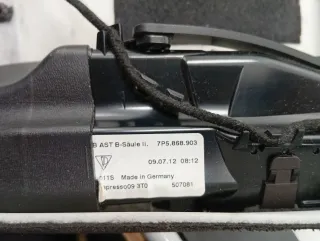 B AST B-Säule li. 7P5.868.903
09.07.12 08:12
Made in Germany
507081